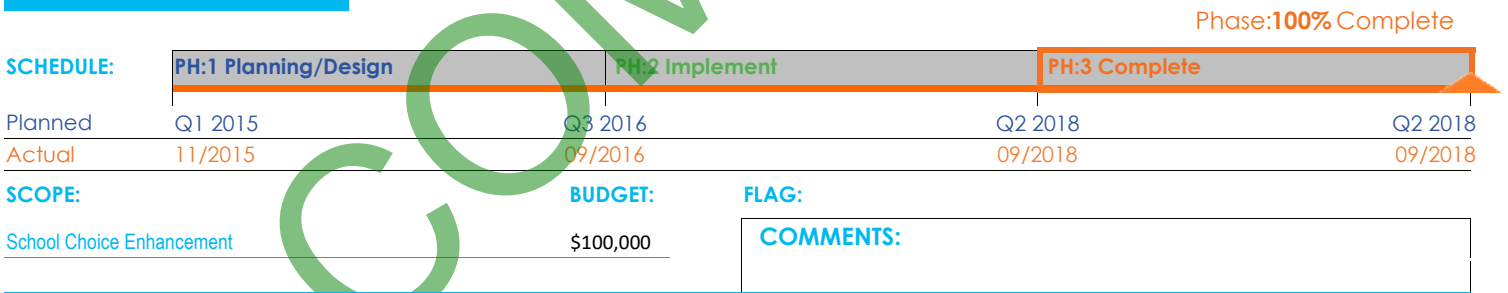 Phase:100% Complete
SCHEDULE: PH:1 Planning/Design PH:2 Implement PH:3 Complete
Planned Q1 2015 Q3 2016 Q2 2018 Q2 2018
Actual 11/2015 09/2016 09/2018 09/2018
SCOPE: BUDGET: FLAG:
School Choice Enhancement $100,000 COMMENTS:
COM